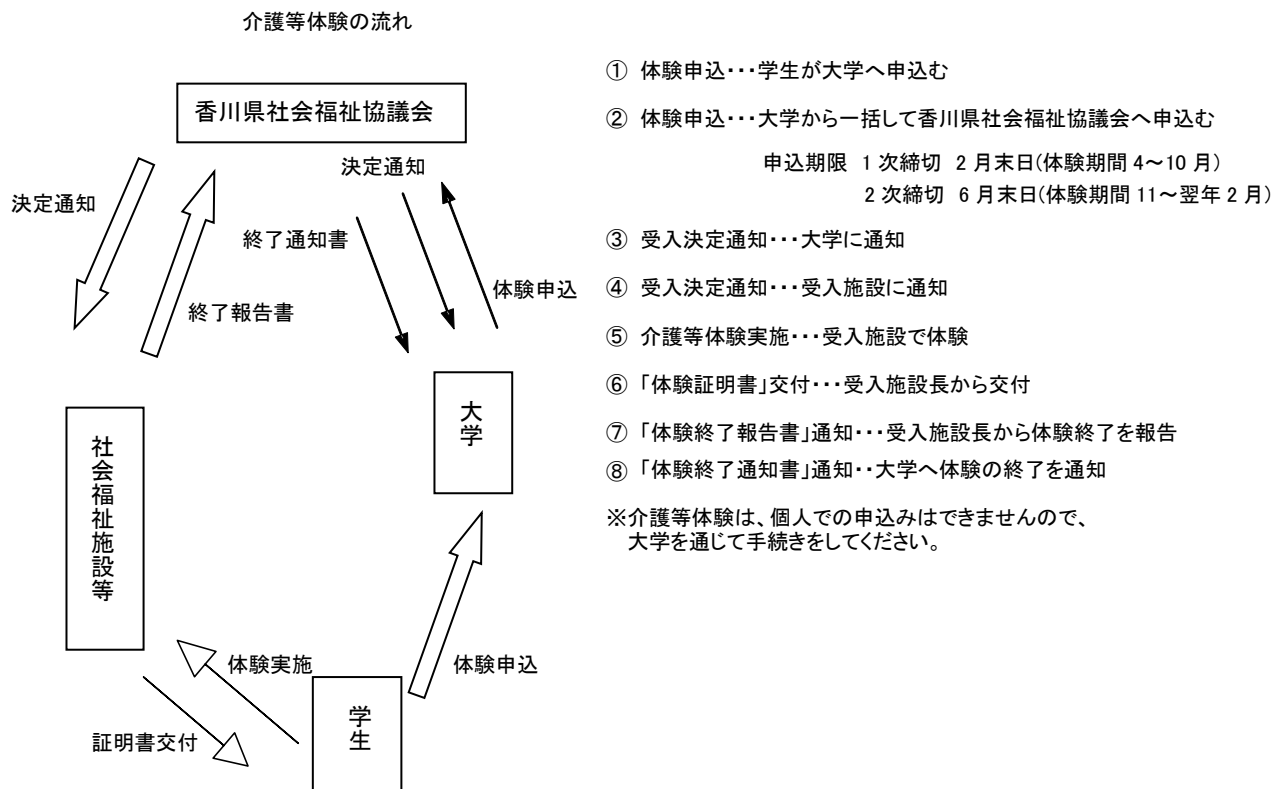 介護等体験の流れ
香川県社会福祉協議会
決定通知
決定通知
終了通知書
体験申込
終了報告書
大学
社会福祉施設等
体験実施
体験申込
学生
証明書交付
① 体験申込･･･学生が大学へ申込む
② 体験申込･･･大学から一括して香川県社会福祉協議会へ申込む
申込期限 1次締切 2月末日(体験期間4～10月)
2次締切 6月末日(体験期間11～翌年2月)
③ 受入決定通知･･･大学に通知
④ 受入決定通知･･･受入施設に通知
⑤ 介護等体験実施･･･受入施設で体験
⑥ 「体験証明書」交付･･･受入施設長から交付
⑦ 「体験終了報告書」通知･･･受入施設長から体験終了を報告
⑧ 「体験終了通知書」通知･･大学へ体験の終了を通知
※介護等体験は、個人での申込みはできませんので、
大学を通じて手続きをしてください。